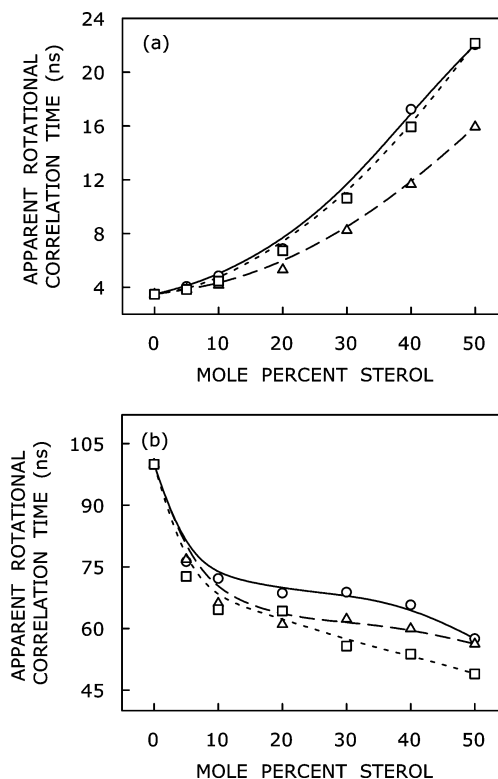 24
20
16
12
8
4
(a)
APPARENT ROTATIONAL
CORRELATION TIME (ns)
0 10 20 30 40 50
MOLE PERCENT STEROL
105
90
75
60
45
(b)
APPARENT ROTATIONAL
CORRELATION TIME (ns)
0 10 20 30 40 50
MOLE PERCENT STEROL